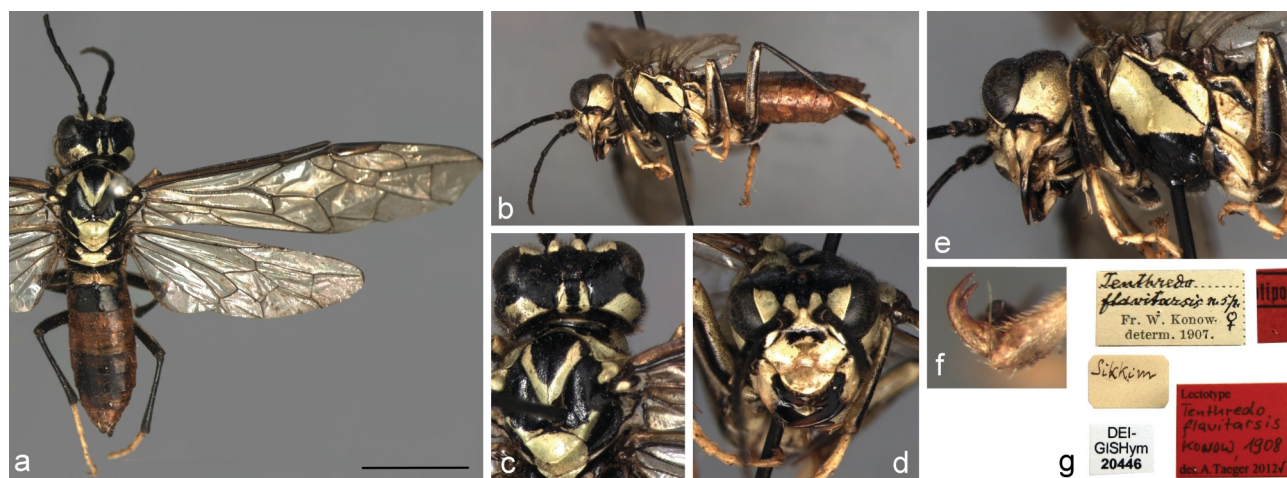 a
b
c
d
e
f
g
Tenthredo
flavitarsis n sp.
Fr. W. Konow ♀
determ. 1907.
Sikkim
DEI-
GISHym
20446
Lectotype
Tenthredo
flavitarsis
Konow, 1908
des A.Taeger 2012